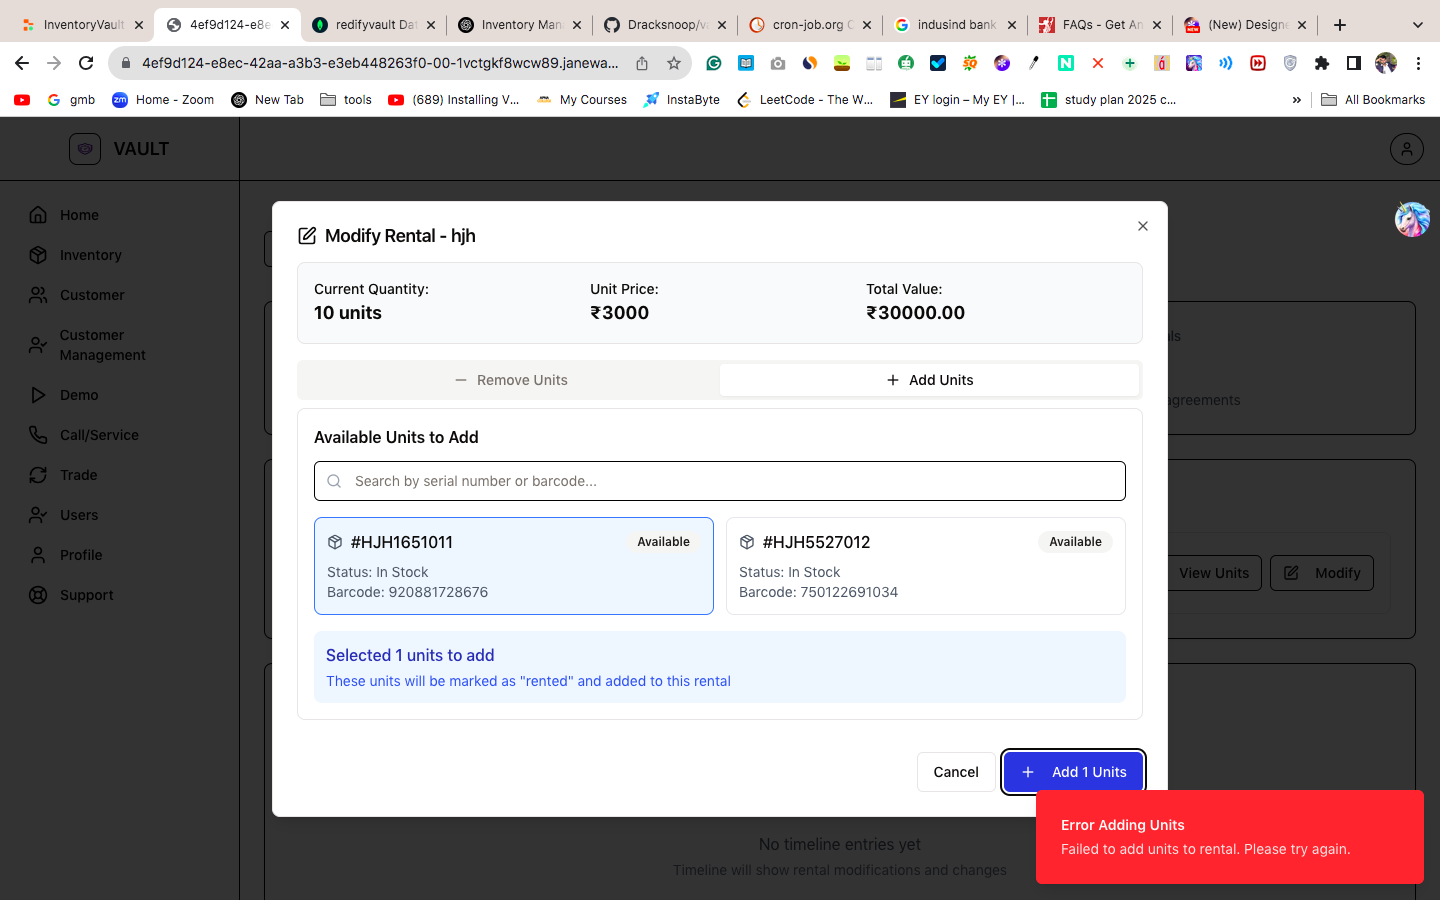 InventoryVault
4ef9d124-e8e
redifyvault Dat
Inventory Man
Dracksnoop/va
cron-job.org C
indusind bank
FAQs - Get An
(New) Designe
4ef9d124-e8ec-42aa-a3b3-e3eb448263f0-00-1vctgkf8wcw89.janewa...
gmb
Home - Zoom
New Tab
tools
(689) Installing V...
My Courses
InstaByte
LeetCode - The W...
EY login – My EY |...
study plan 2025 c...
»
All Bookmarks
VAULT
Home
Inventory
Customer
Customer
Management
Demo
Call/Service
Trade
Users
Profile
Support
Modify Rental - hjh
Current Quantity:
10 units
Unit Price:
₹3000
Total Value:
₹30000.00
Remove Units
Add Units
Available Units to Add
Search by serial number or barcode...
#HJH1651011
Available
Status: In Stock
Barcode: 920881728676
#HJH5527012
Available
Status: In Stock
Barcode: 750122691034
Selected 1 units to add
These units will be marked as "rented" and added to this rental
Cancel
Add 1 Units
agreements
View Units
Modify
No timeline entries yet
Timeline will show rental modifications and changes
Error Adding Units
Failed to add units to rental. Please try again.